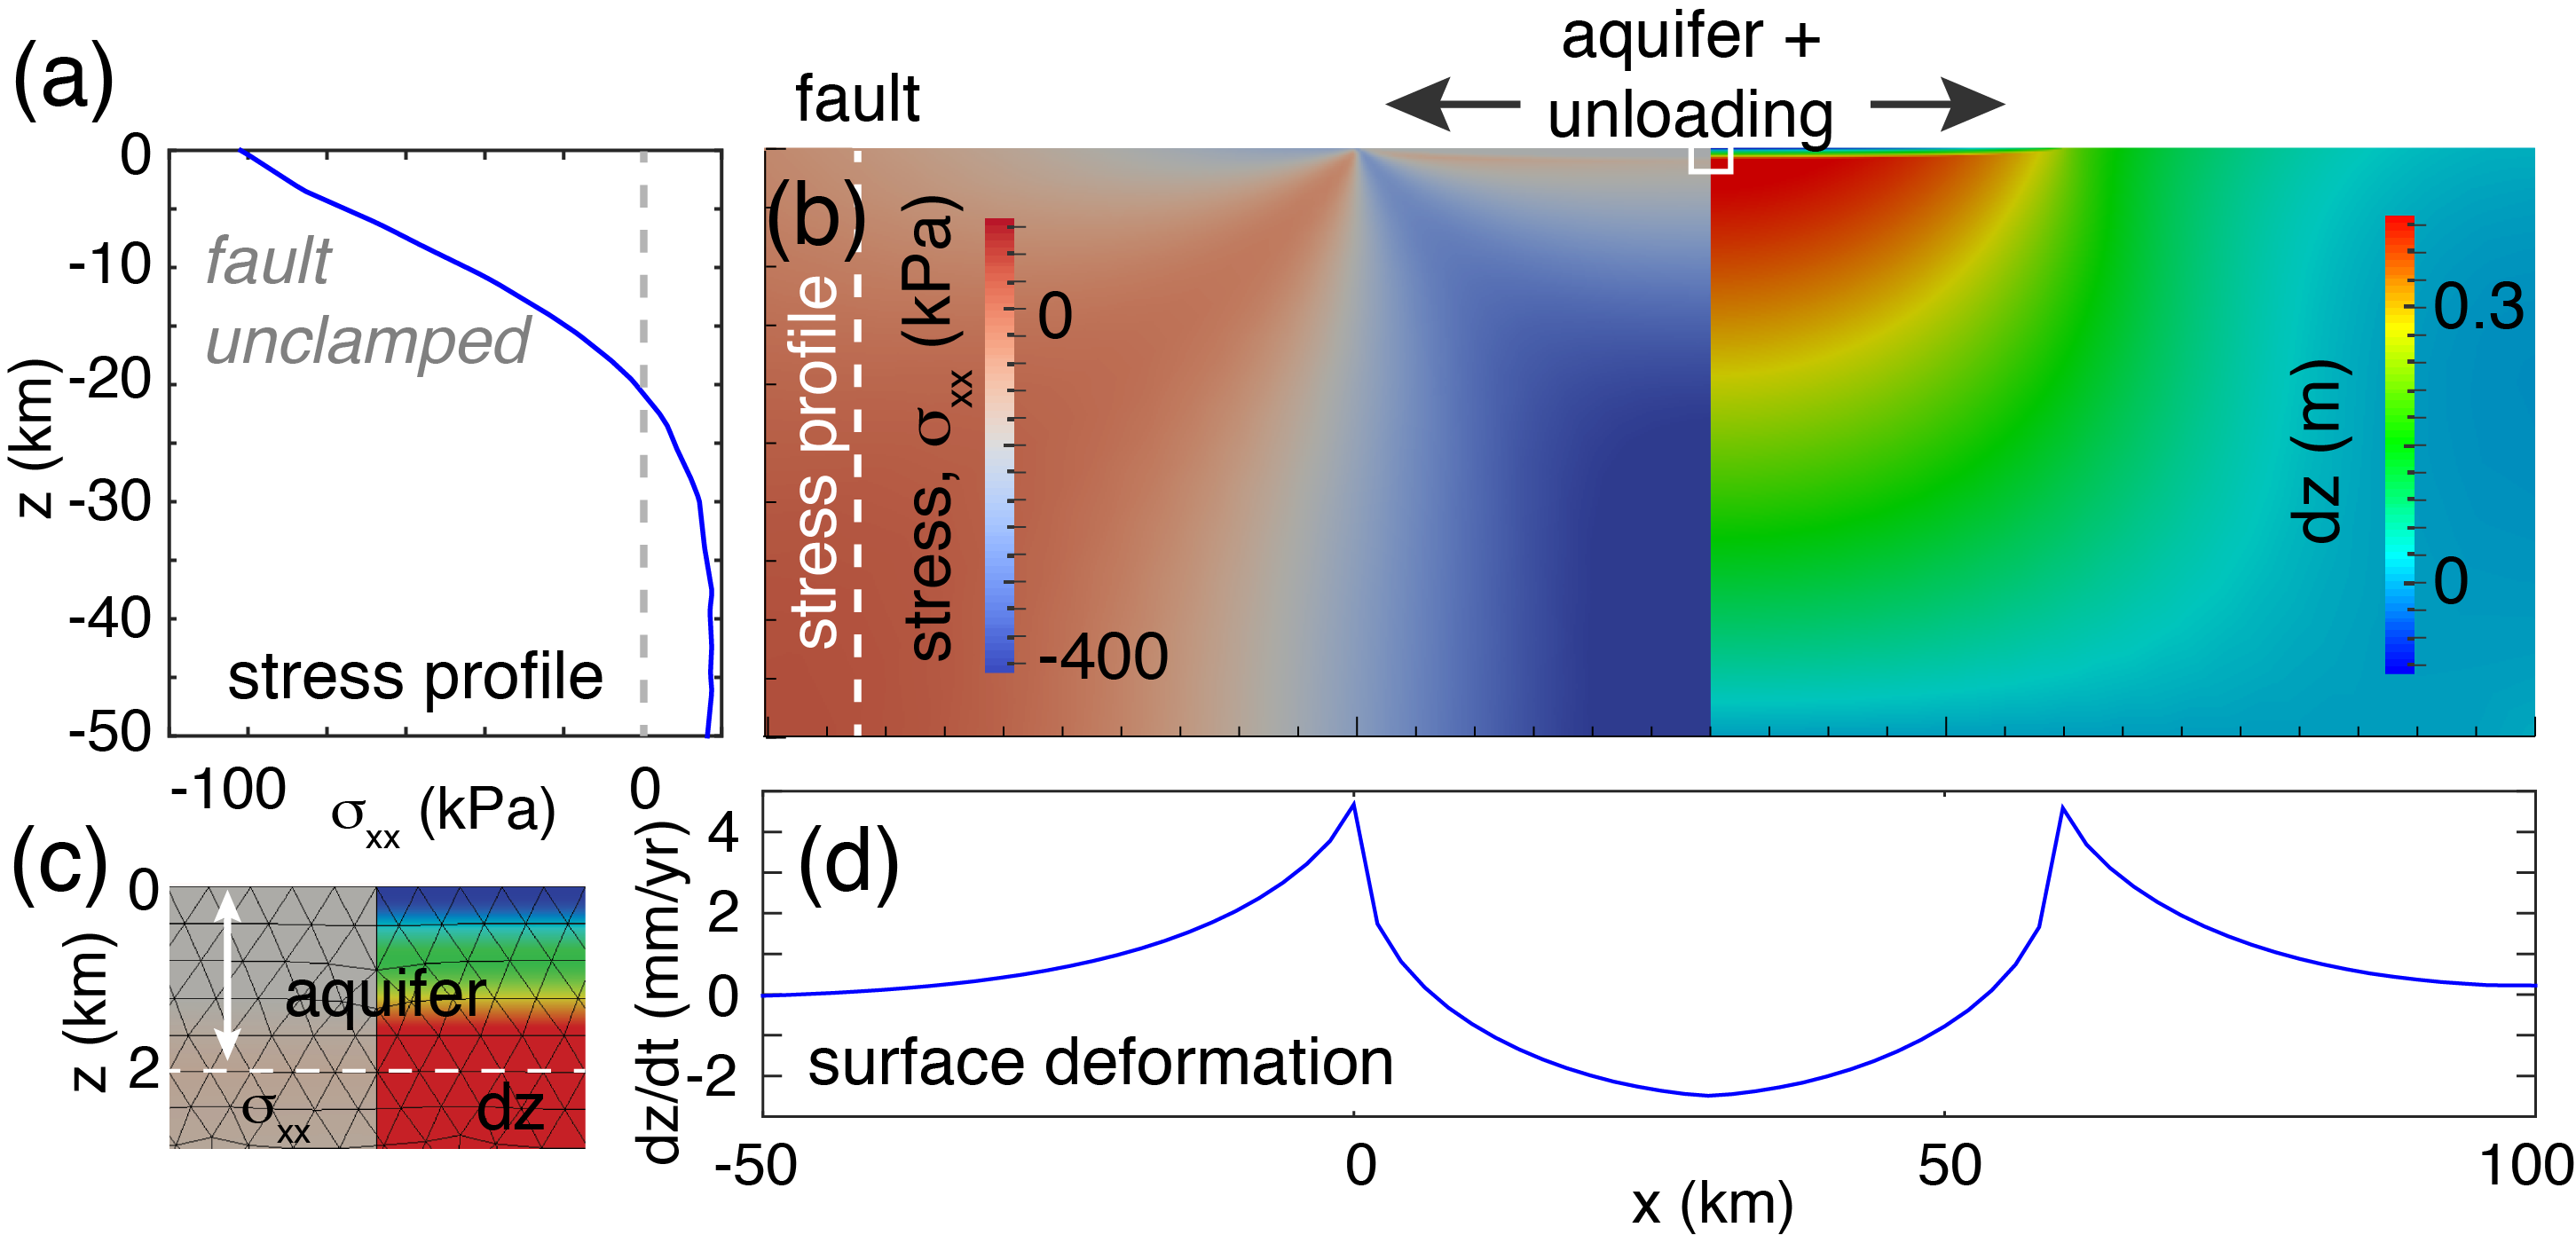 (a)
fault
aquifer +
unloading
0
-10
-20
-30
-40
-50
z (km)
fault
unclamped
stress profile
-100
0
σxx (kPa)
(b)
stress profile
stress, σxx (kPa)
0
-400
dz (m)
0.3
0
(c)
0
2
z (km)
aquifer
σxx
dz
(d)
4
2
0
-2
dz/dt (mm/yr)
surface deformation
-50
0
50
100
x (km)